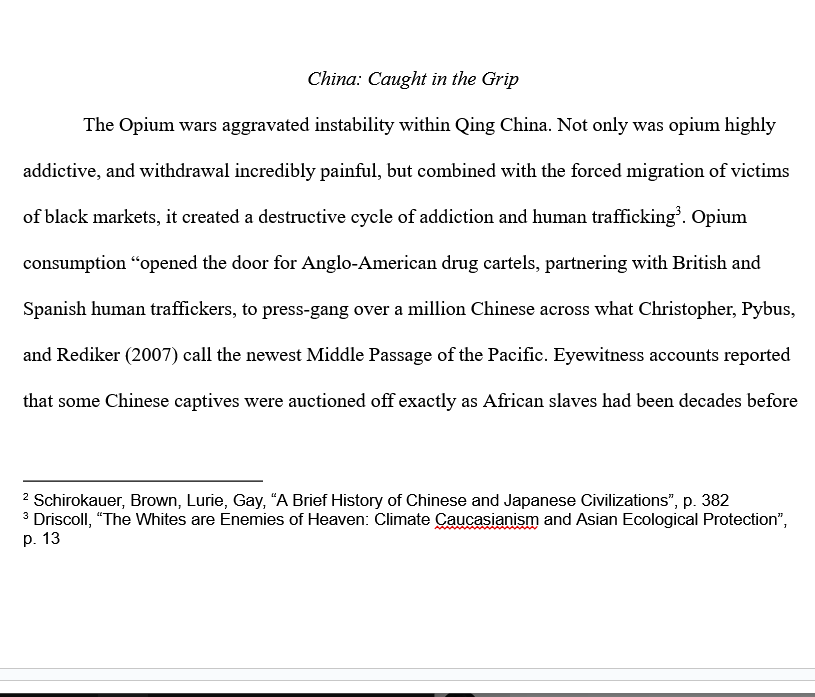 China: Caught in the Grip
The Opium wars aggravated instability within Qing China. Not only was opium highly
addictive, and withdrawal incredibly painful, but combined with the forced migration of victims
of black markets, it created a destructive cycle of addiction and human trafficking³. Opium
consumption “opened the door for Anglo-American drug cartels, partnering with British and
Spanish human traffickers, to press-gang over a million Chinese across what Christopher, Pybus,
and Rediker (2007) call the newest Middle Passage of the Pacific. Eyewitness accounts reported
that some Chinese captives were auctioned off exactly as African slaves had been decades before
² Schirokauer, Brown, Lurie, Gay, “A Brief History of Chinese and Japanese Civilizations”, p. 382
³ Driscoll, “The Whites are Enemies of Heaven: Climate Caucasianism and Asian Ecological Protection”,
p. 13